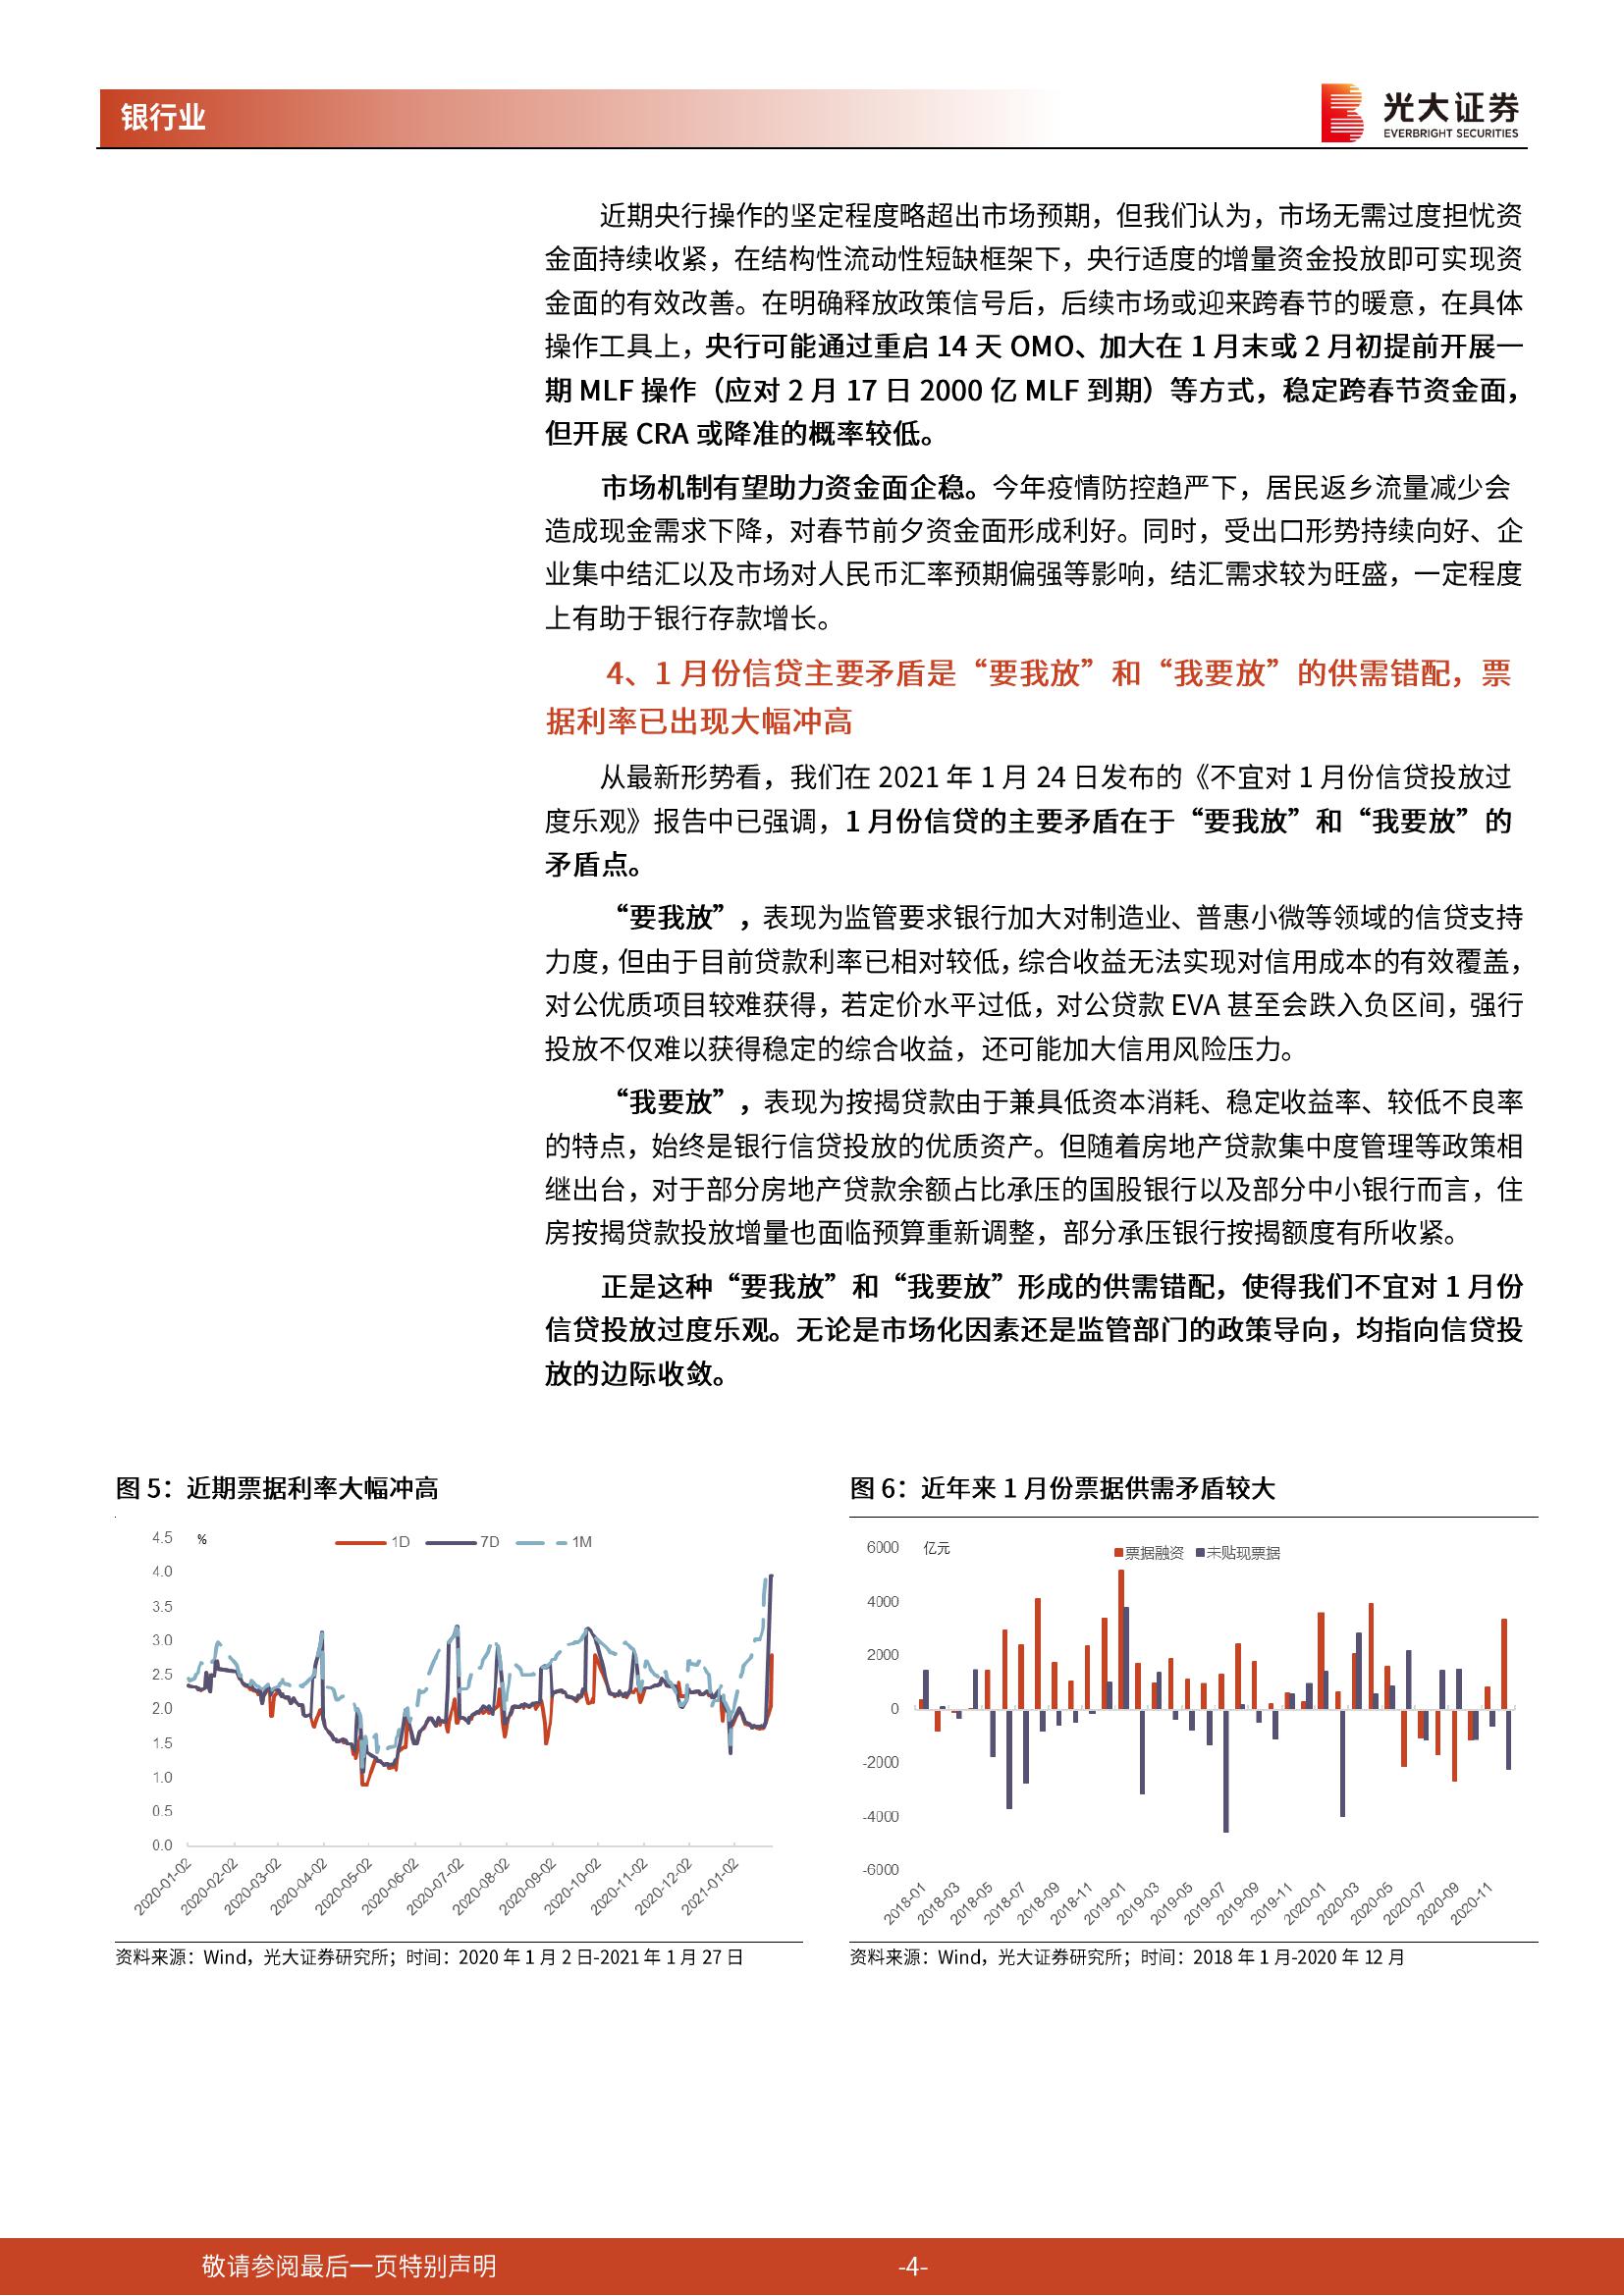 银行业
光大证券
EVERBRIGHT SECURITIES
近期央行操作的坚定程度略超出市场预期，但我们认为，市场无需过度担忧资
金面持续收紧，在结构性流动性短缺框架下，央行适度的增量资金投放即可实现资
金面的有效改善。在明确释放政策信号后，后续市场或迎来跨春节的暖意，在具体
操作工具上，央行可能通过重启 14 天 OMO、加大在 1 月末或 2 月初提前开展一
期 MLF 操作（应对 2 月 17 日 2000 亿 MLF 到期）等方式，稳定跨春节资金面，
但开展 CRA 或降准的概率较低。
市场机制有望助力资金面企稳。今年疫情防控趋严下，居民返乡流量减少会
造成现金需求下降，对春节前夕资金面形成利好。同时，受出口形势持续向好、企
业集中结汇以及市场对人民币汇率预期偏强等影响，结汇需求较为旺盛，一定程度
上有助于银行存款增长。
4、1 月份信贷主要矛盾是“要我放”和“我要放”的供需错配，票
据利率已出现大幅冲高
从最新形势看，我们在 2021 年 1 月 24 日发布的《不宜对 1 月份信贷投放过
度乐观》报告中已强调，1 月份信贷的主要矛盾在于“要我放”和“我要放”的
矛盾点。
“要我放”，表现为监管要求银行加大对制造业、普惠小微等领域的信贷支持
力度，但由于目前贷款利率已相对较低，综合收益无法实现对信用成本的有效覆盖，
对公优质项目较难获得，若定价水平过低，对公贷款 EVA 甚至会跌入负区间，强行
投放不仅难以获得稳定的综合收益，还可能加大信用风险压力。
“我要放”，表现为按揭贷款由于兼具低资本消耗、稳定收益率、较低不良率
的特点，始终是银行信贷投放的优质资产。但随着房地产贷款集中度管理等政策相
继出台，对于部分房地产贷款余额占比承压的国股银行以及部分中小银行而言，住
房按揭贷款投放增量也面临预算重新调整，部分承压银行按揭额度有所收紧。
正是这种“要我放”和“我要放”形成的供需错配，使得我们不宜对 1 月份
信贷投放过度乐观。无论是市场化因素还是监管部门的政策导向，均指向信贷投
放的边际收敛。
图 5：近期票据利率大幅冲高
%
1D 7D 1M
4.5
4.0
3.5
3.0
2.5
2.0
1.5
1.0
0.5
0.0
2020-01-02
2020-02-02
2020-03-02
2020-04-02
2020-05-02
2020-06-02
2020-07-02
2020-08-02
2020-09-02
2020-10-02
2020-11-02
2020-12-02
2021-01-02
资料来源：Wind，光大证券研究所；时间：2020 年 1 月 2 日-2021 年 1 月 27 日
图 6：近年来 1 月份票据供需矛盾较大
亿元
票据融资 未贴现票据
6000
4000
2000
0
-2000
-4000
-6000
2018-01
2018-03
2018-05
2018-07
2018-09
2018-11
2019-01
2019-03
2019-05
2019-07
2019-09
2019-11
2020-01
2020-03
2020-05
2020-07
2020-09
2020-11
资料来源：Wind，光大证券研究所；时间：2018 年 1 月-2020 年 12 月
敬请参阅最后一页特别声明
-4-